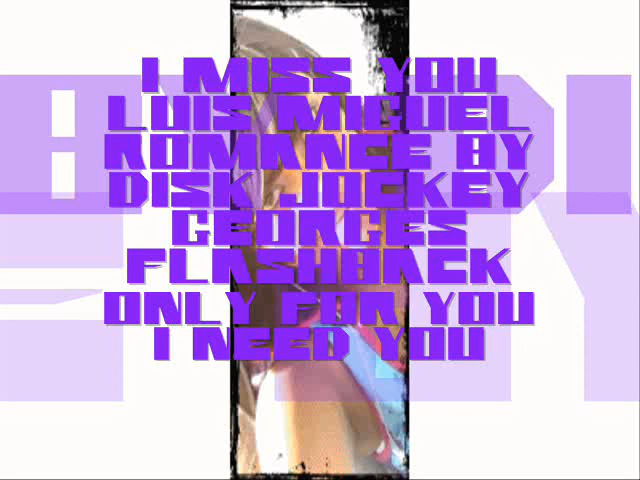 I MISS YOU
LUIS MIGUEL
ROMANCE BY
DISK JOCKEY
GEORGES
FLASHBACK
ONLY FOR YOU
I NEED YOU